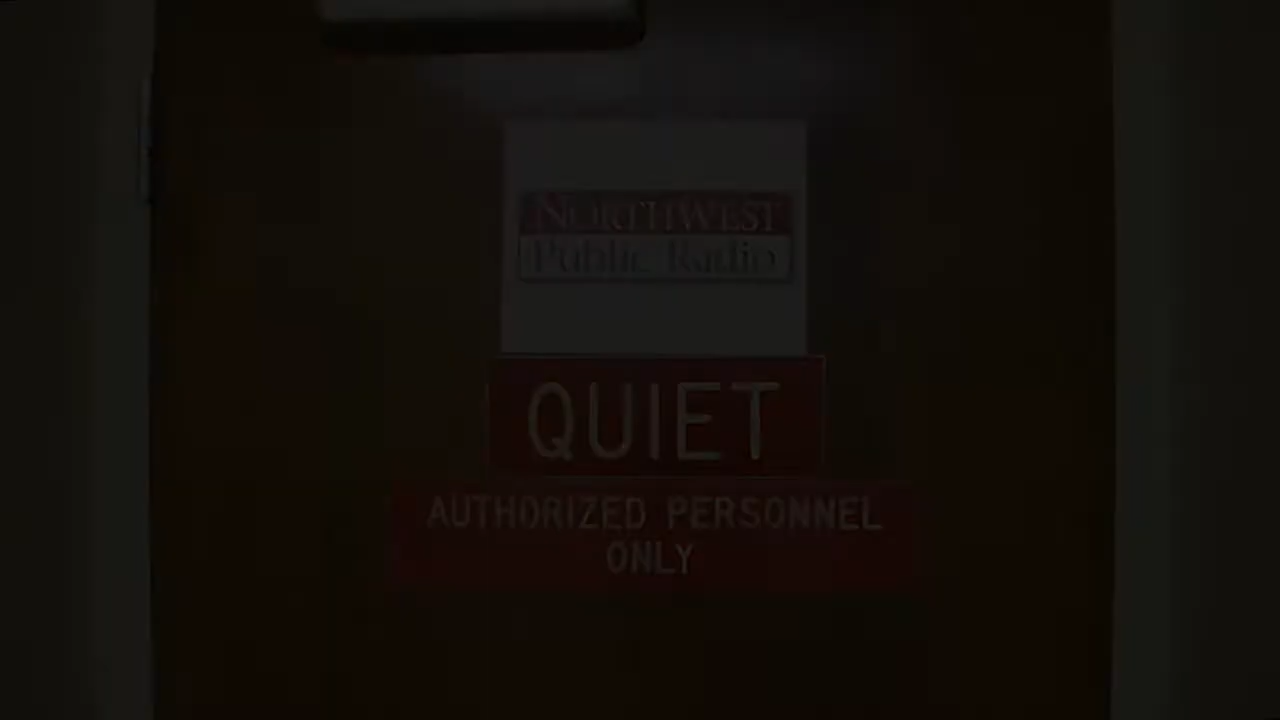 NORTHWEST
Public Radio
QUIET
AUTHORIZED PERSONNEL
ONLY